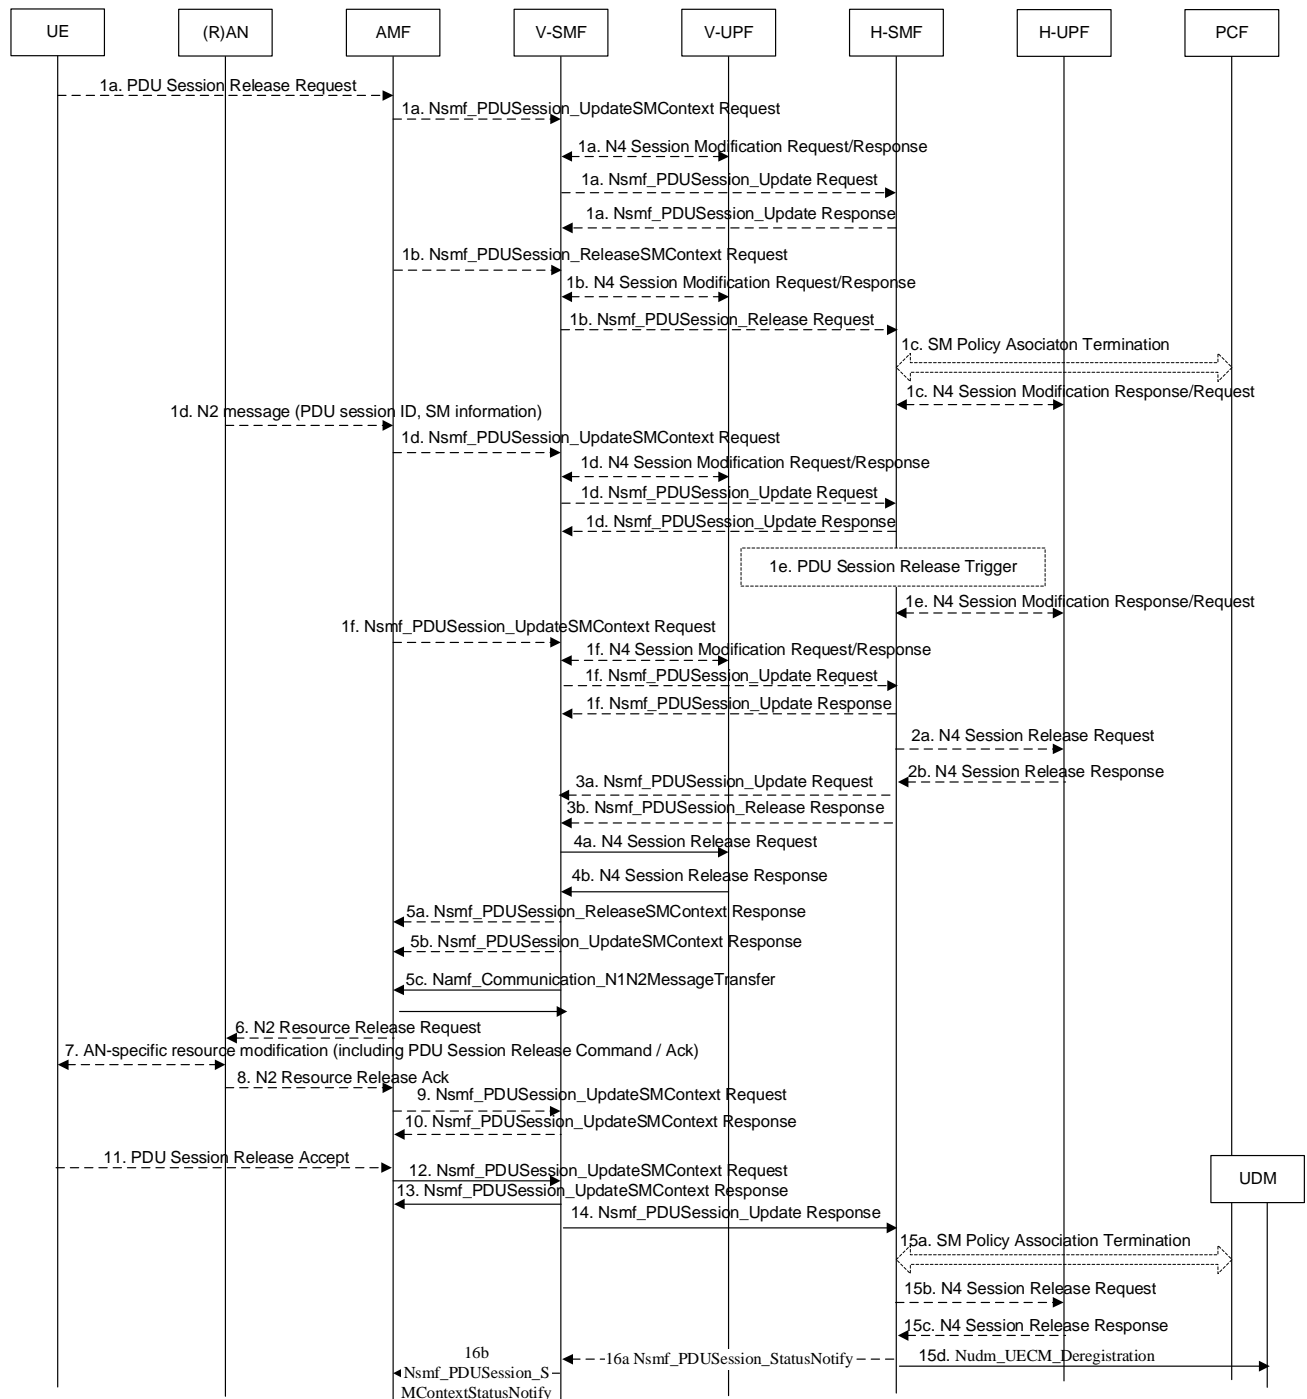 UE
(R)AN
AMF
V-SMF
V-UPF
H-SMF
H-UPF
PCF
1a. PDU Session Release Request
1a. Nsmf_PDUSession_UpdateSMContext Request
1a. N4 Session Modification Request/Response
1a. Nsmf_PDUSession_Update Request
1a. Nsmf_PDUSession_Update Response
1b. Nsmf_PDUSession_ReleaseSMContext Request
1b. N4 Session Modification Request/Response
1b. Nsmf_PDUSession_Release Request
1c. SM Policy Asociaton Termination
1c. N4 Session Modification Response/Request
1d. N2 message (PDU session ID, SM information)
1d. Nsmf_PDUSession_UpdateSMContext Request
1d. N4 Session Modification Request/Response
1d. Nsmf_PDUSession_Update Request
1d. Nsmf_PDUSession_Update Response
1e. PDU Session Release Trigger
1e. N4 Session Modification Response/Request
1f. Nsmf_PDUSession_UpdateSMContext Request
1f. N4 Session Modification Request/Response
1f. Nsmf_PDUSession_Update Request
1f. Nsmf_PDUSession_Update Response
2a. N4 Session Release Request
2b. N4 Session Release Response
3a. Nsmf_PDUSession_Update Request
3b. Nsmf_PDUSession_Release Response
4a. N4 Session Release Request
4b. N4 Session Release Response
5a. Nsmf_PDUSession_ReleaseSMContext Response
5b. Nsmf_PDUSession_UpdateSMContext Response
5c. Namf_Communication_N1N2MessageTransfer
6. N2 Resource Release Request
7. AN-specific resource modification (including PDU Session Release Command / Ack)
8. N2 Resource Release Ack
9. Nsmf_PDUSession_UpdateSMContext Request
10. Nsmf_PDUSession_UpdateSMContext Response
11. PDU Session Release Accept
12. Nsmf_PDUSession_UpdateSMContext Request
UDM
13. Nsmf_PDUSession_UpdateSMContext Response
14. Nsmf_PDUSession_Update Response
15a. SM Policy Association Termination
15b. N4 Session Release Request
15c. N4 Session Release Response
16a Nsmf_PDUSession_StatusNotify
15d. Nudm_UECM_Deregistration
16b
Nsmf_PDUSession_S
MContextStatusNotify